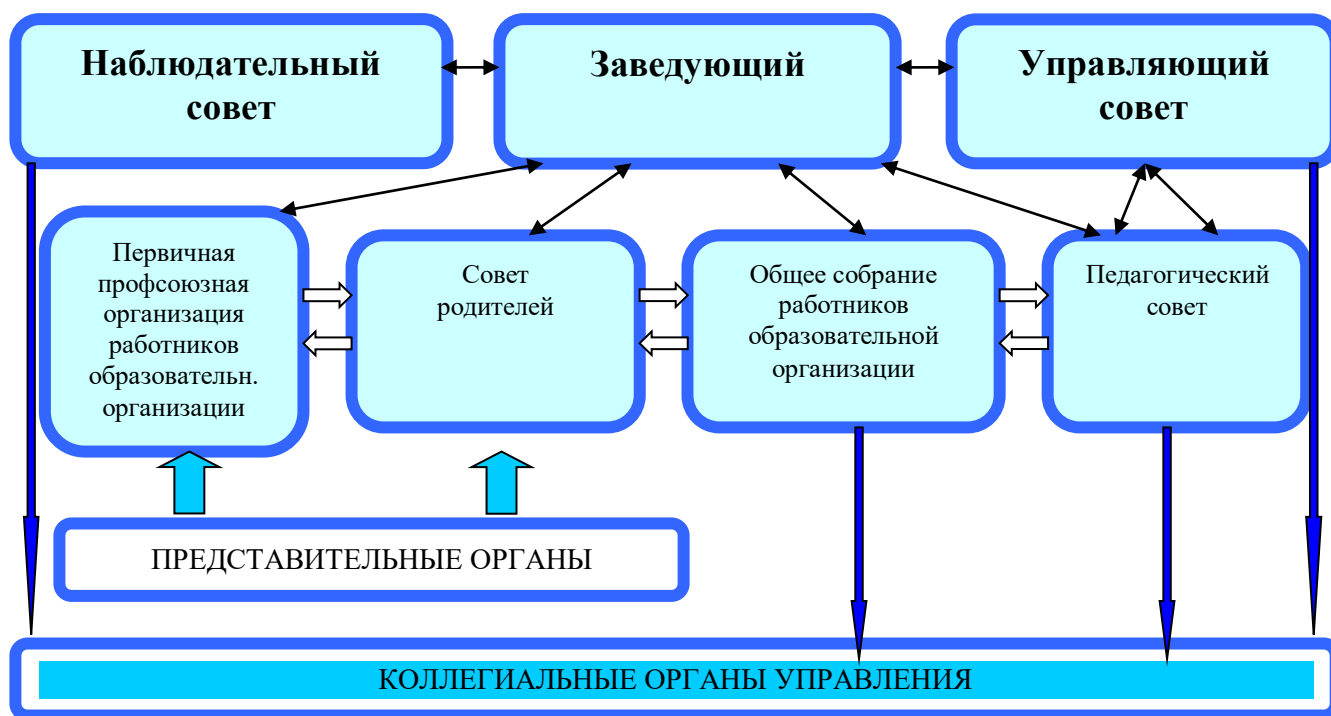 Наблюдательный
совет
Заведующий
Управляющий
совет
Первичная
профсоюзная
организация
работников
образовательн.
организации
Совет
родителей
Общее собрание
работников
образовательной
организации
Педагогический
совет
ПРЕДСТАВИТЕЛЬНЫЕ ОРГАНЫ
КОЛЛЕГИАЛЬНЫЕ ОРГАНЫ УПРАВЛЕНИЯ